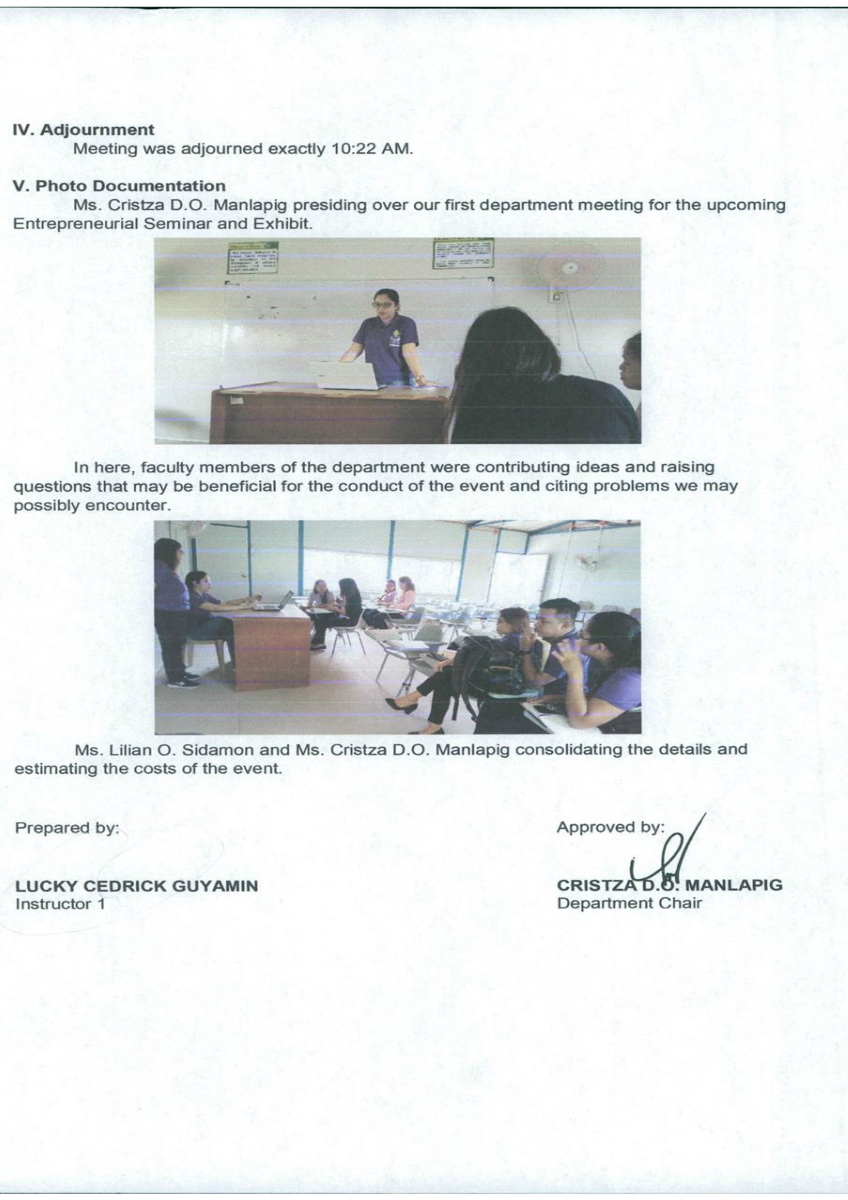 IV. Adjournment
Meeting was adjourned exactly 10:22 AM.
V. Photo Documentation
Ms. Cristza D.O. Manlapig presiding over our first department meeting for the upcoming
Entrepreneurial Seminar and Exhibit.
In here, faculty members of the department were contributing ideas and raising
questions that may be beneficial for the conduct of the event and citing problems we may
possibly encounter.
Ms. Lilian O. Sidamon and Ms. Cristza D.O. Manlapig consolidating the details and
estimating the costs of the event.
Prepared by:
Approved by:
LUCKY CEDRICK GUYAMIN
CRISTZA D.O. MANLAPIG
Instructor 1
Department Chair